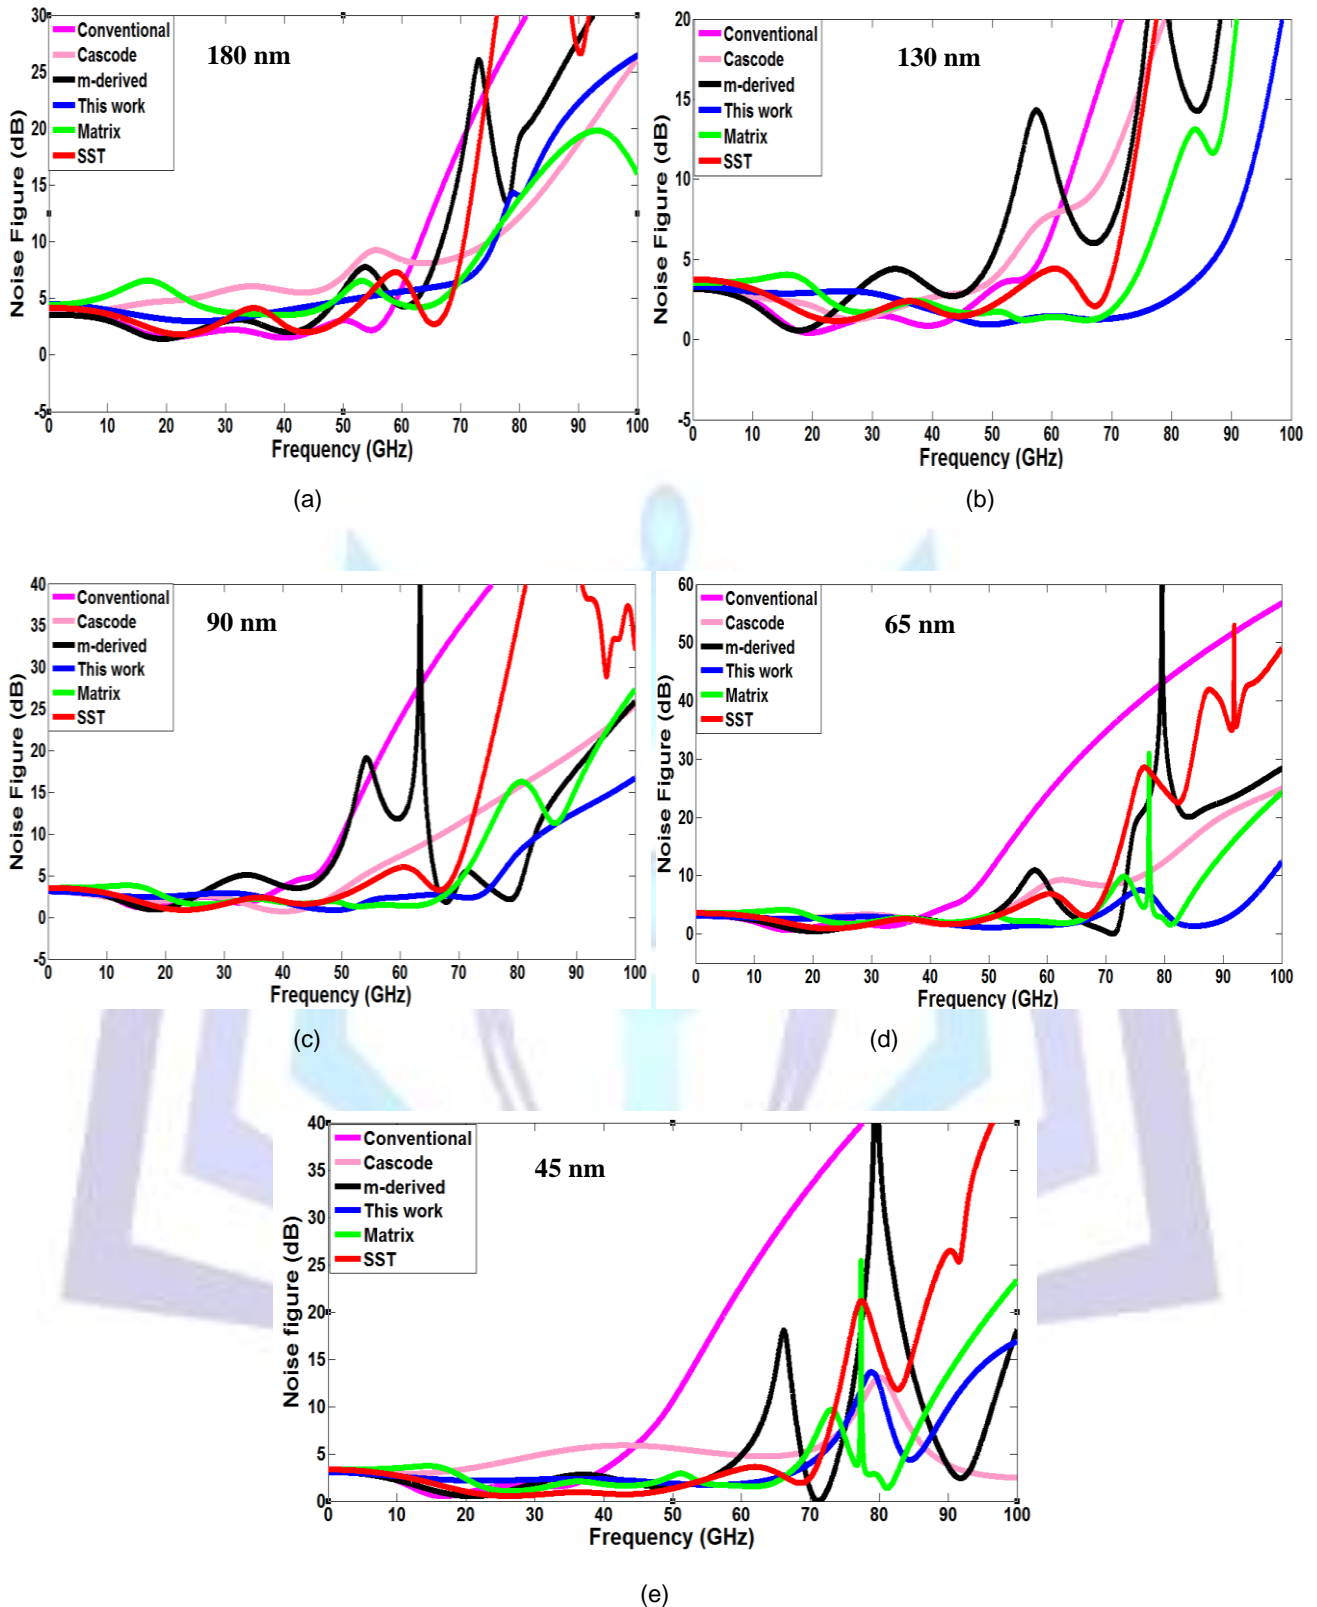 180 nm
Conventional
Cascode
m-derived
This work
Matrix
SST
Noise Figure (dB)
30
25
20
15
10
5
0
-5
0 10 20 30 40 50 60 70 80 90 100
Frequency (GHz)
(a)
130 nm
Conventional
Cascode
m-derived
This work
Matrix
SST
Noise Figure (dB)
20
15
10
5
0
-5
0 10 20 30 40 50 60 70 80 90 100
Frequency (GHz)
(b)
90 nm
Conventional
Cascode
m-derived
This work
Matrix
SST
Noise Figure (dB)
40
35
30
25
20
15
10
5
0
-5
0 10 20 30 40 50 60 70 80 90 100
Frequency (GHz)
(c)
65 nm
Conventional
Cascode
m-derived
This work
Matrix
SST
Noise Figure (dB)
60
50
40
30
20
10
0
0 10 20 30 40 50 60 70 80 90 100
Frequency (GHz)
(d)
45 nm
Conventional
Cascode
m-derived
This work
Matrix
SST
Noise figure (dB)
40
35
30
25
20
15
10
5
0
0 10 20 30 40 50 60 70 80 90 100
Frequency (GHz)
(e)